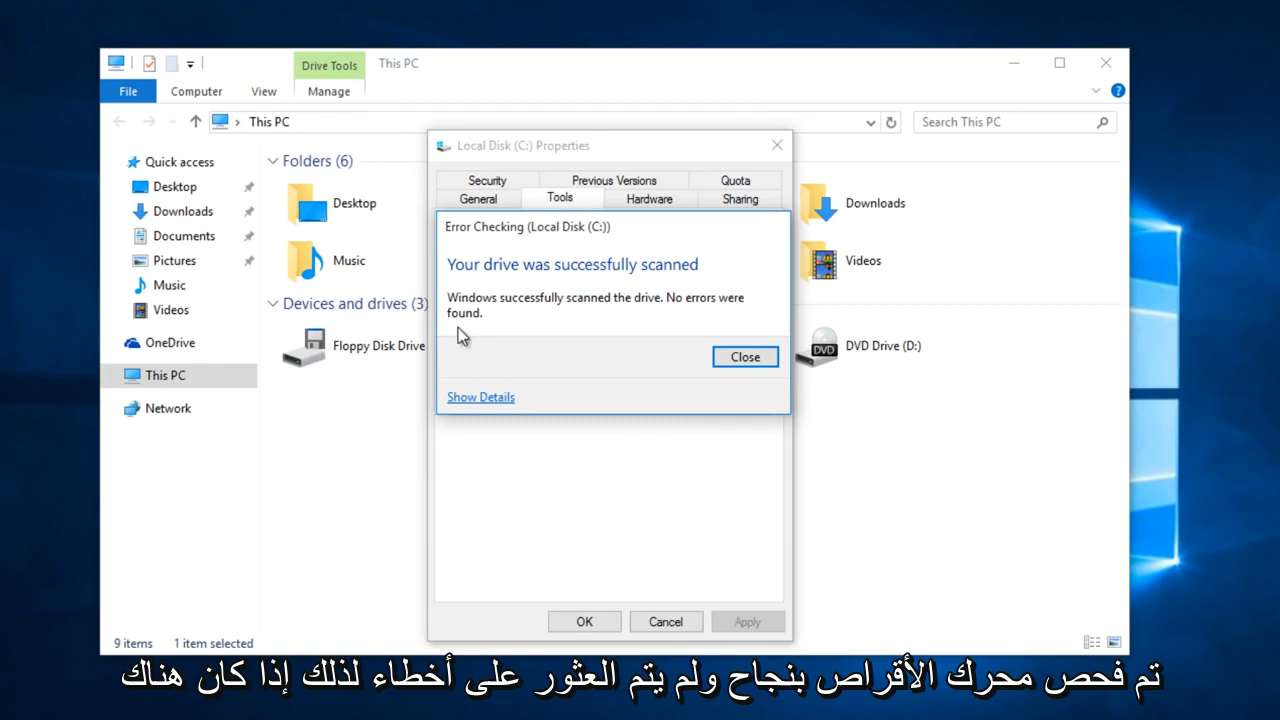 Drive Tools
This PC
File
Computer
View
Manage
This PC
Search This PC
Quick access
Desktop
Downloads
Documents
Pictures
Music
Videos
OneDrive
This PC
Network
Folders (6)
Desktop
Music
Downloads
Videos
Devices and drives (3)
Floppy Disk Drive
DVD
DVD Drive (D:)
Local Disk (C:) Properties
Security
Previous Versions
Quota
General
Tools
Hardware
Sharing
Error Checking (Local Disk (C:))
Your drive was successfully scanned
Windows successfully scanned the drive. No errors were
found.
Close
Show Details
OK
Cancel
Apply
9 items
1 item selected
تم فحص محرك الأقراص بنجاح ولم يتم العثور على أخطاء لذلك إذا كان هناك